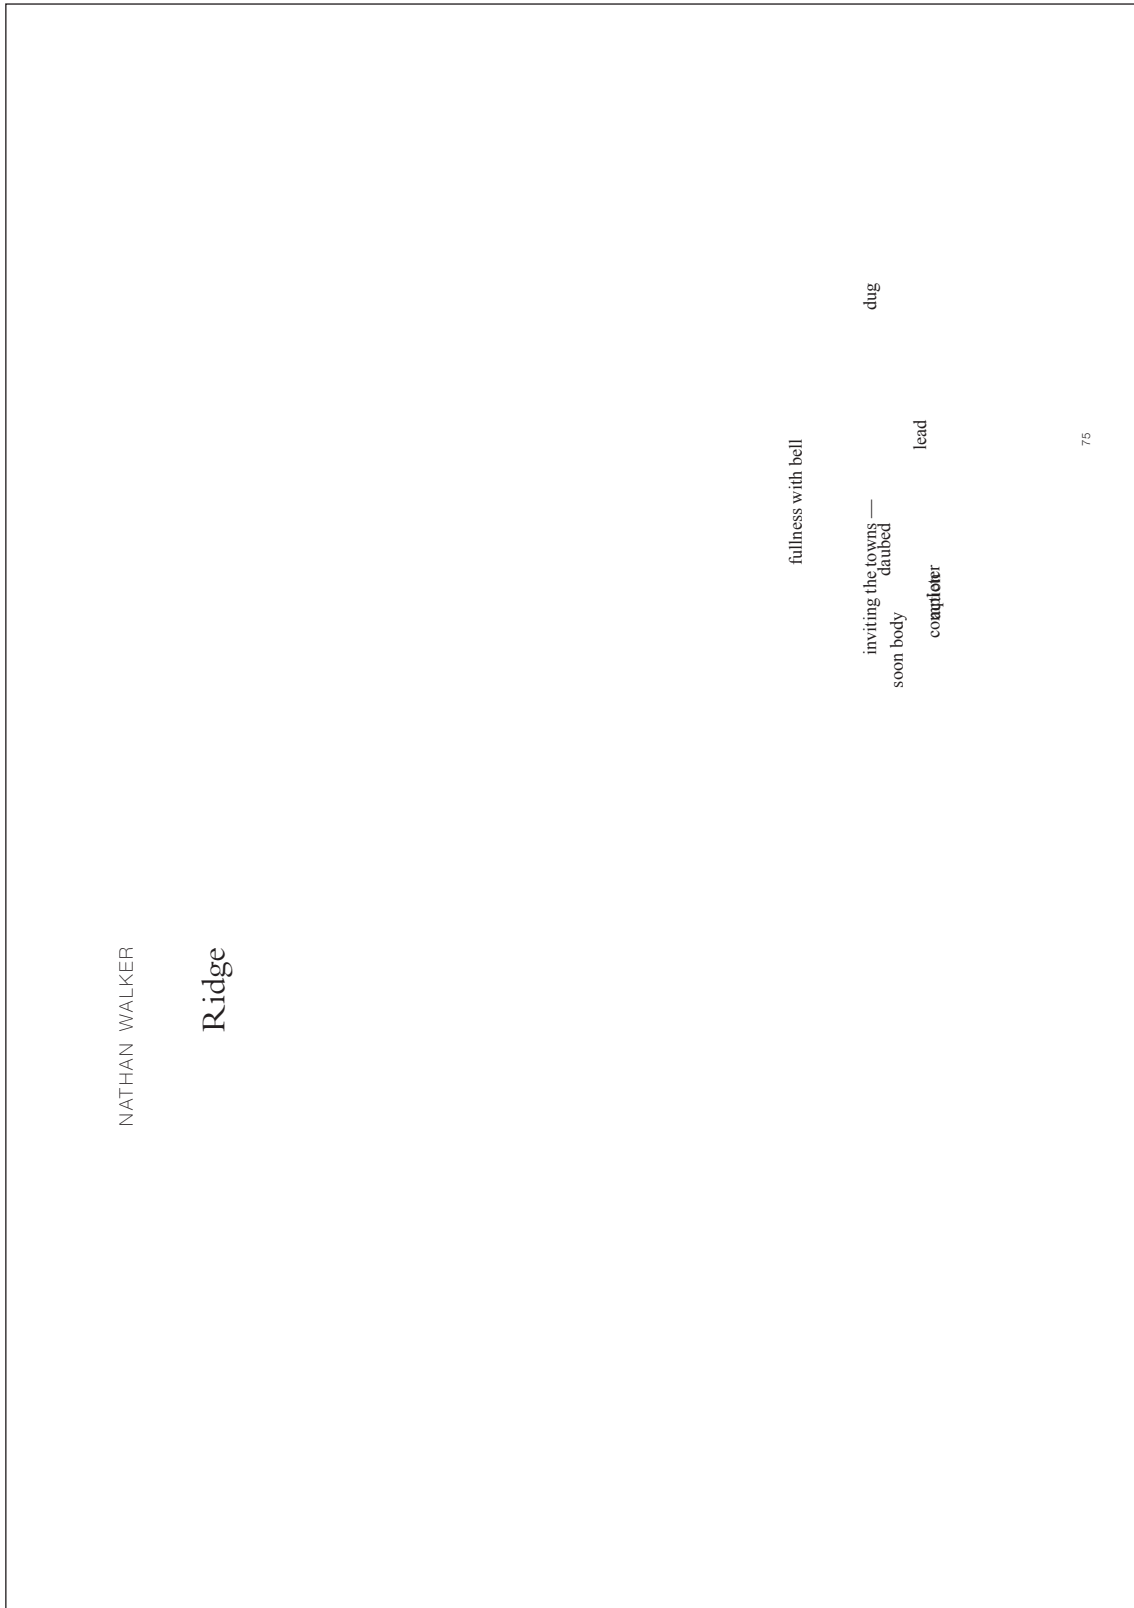 NATHAN WALKER
Ridge
fullness with bell
inviting the towns —
dug
daubed
soon body
lead
75